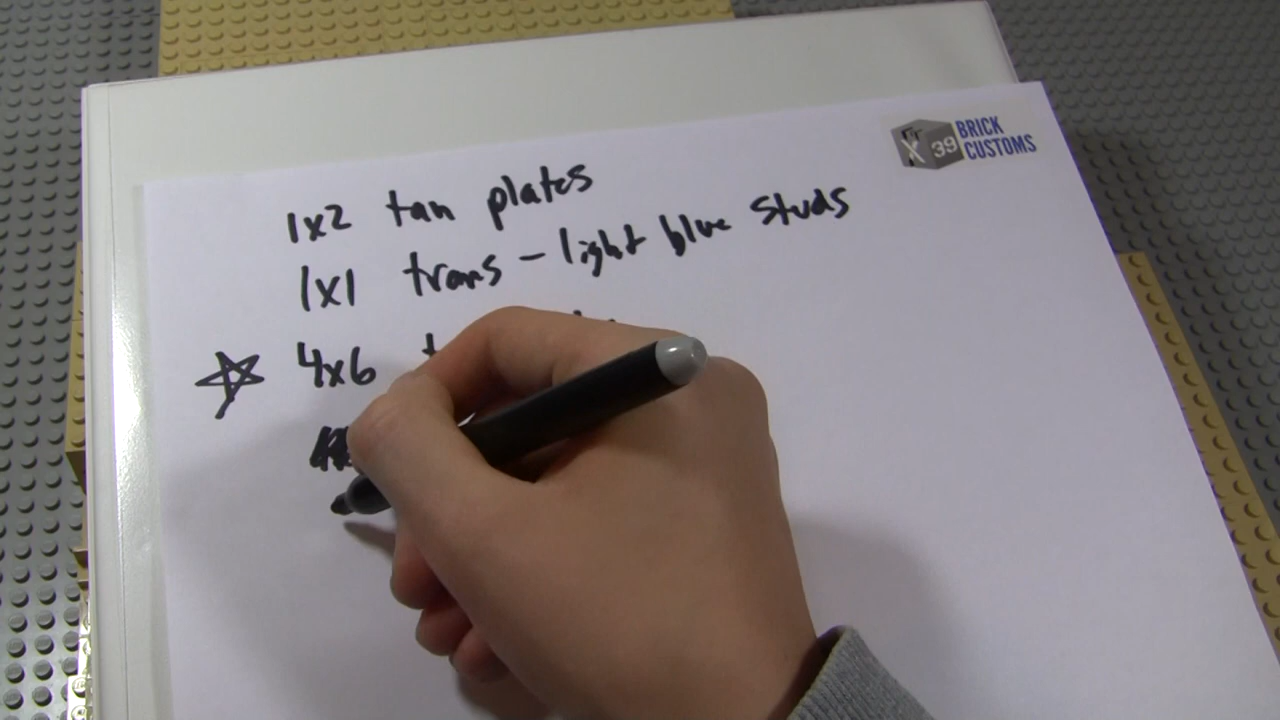 X 39 BRICK
CUSTOMS
1x2 tan plates
1x1 trans - light blue studs
4x6